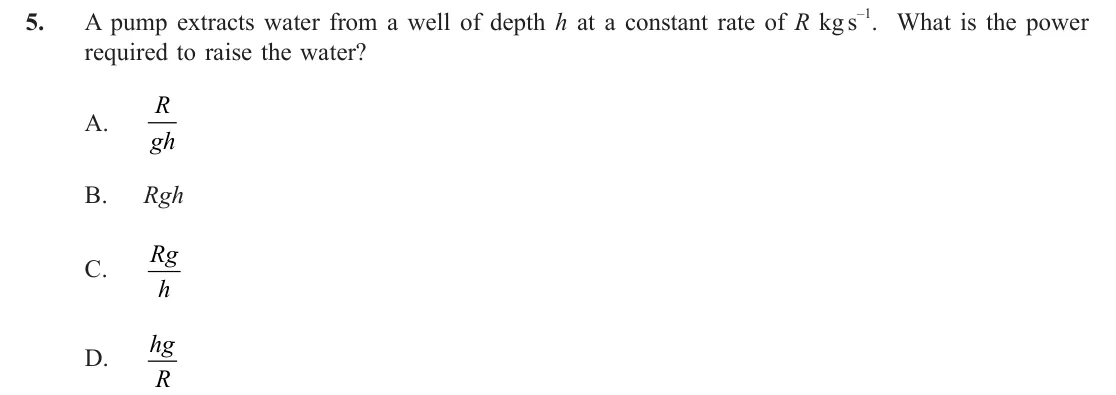 5. A pump extracts water from a well of depth h at a constant rate of R kg s⁻¹. What is the power
required to raise the water?
A. R/gh
B. Rgh
C. Rg/h
D. hg/R